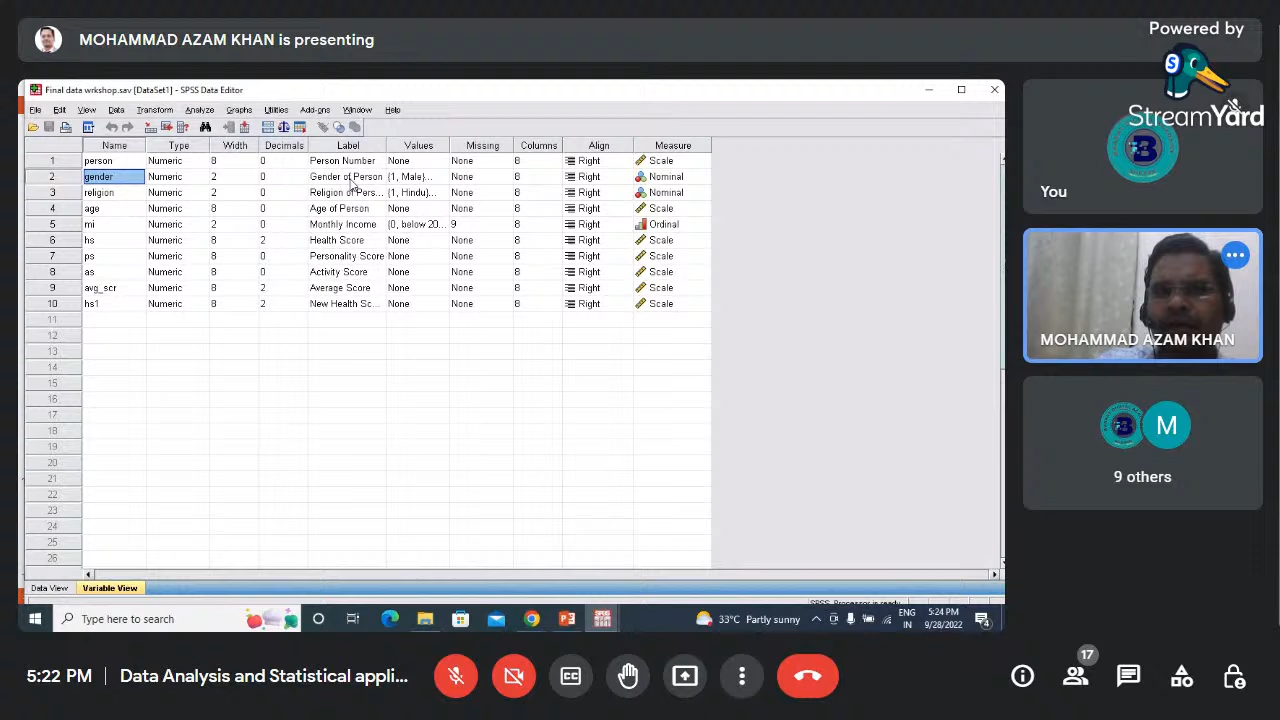 MOHAMMAD AZAM KHAN is presenting
Powered by
StreamYard
Final data wrkshop.sav [DataSet1] - SPSS Data Editor
File Edit View Data Transform Analyze Graphs Utilities Add-ons Window Help
Name Type Width Decimals Label Values Missing Columns Align Measure
1 person Numeric 8 0 Person Number None None 8 Right Scale
2 gender Numeric 2 0 Gender of Person {1, Male}... None 8 Right Nominal
3 religion Numeric 2 0 Religion of Pers... {1, Hindu}... None 8 Right Nominal
4 age Numeric 8 0 Age of Person None None 8 Right Scale
5 mi Numeric 2 0 Monthly Income {0, below 20... 9 8 Right Ordinal
6 hs Numeric 8 2 Health Score None None 8 Right Scale
7 ps Numeric 8 0 Personality Score None None 8 Right Scale
8 as Numeric 8 0 Activity Score None None 8 Right Scale
9 avg_scr Numeric 8 2 Average Score None None 8 Right Scale
10 hs1 Numeric 8 2 New Health Sc... None None 8 Right Scale
11
12
13
14
15
16
17
18
19
20
21
22
23
24
25
26
Data View Variable View
SPSS Processor is ready
Type here to search
33°C Partly sunny
ENG
IN
5:24 PM
9/28/2022
4
You
MOHAMMAD AZAM KHAN
B M
9 others
5:22 PM
Data Analysis and Statistical appli...
17